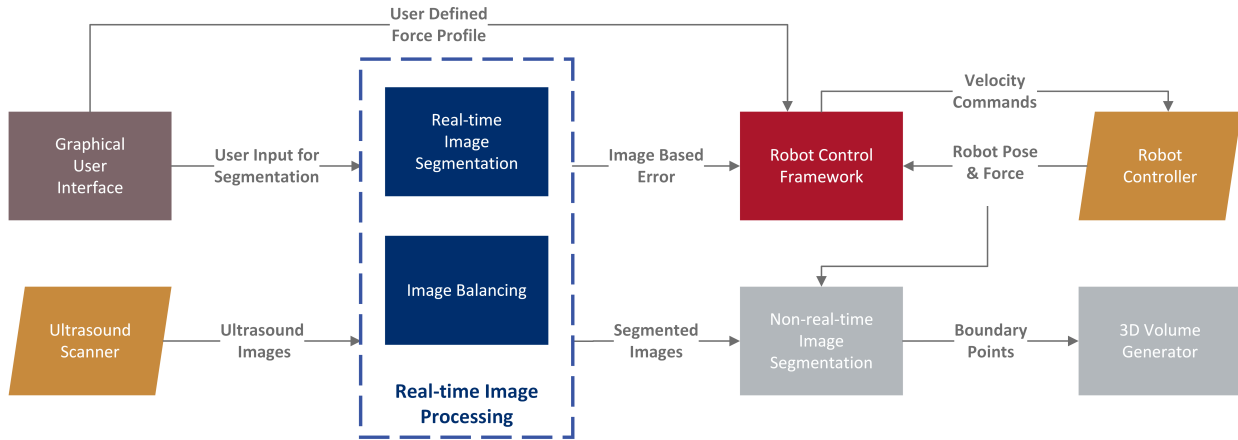 User Defined
Force Profile
Graphical
User
Interface
User Input for
Segmentation
Real-time
Image
Segmentation
Image Based
Error
Robot Control
Framework
Velocity
Commands
Robot Pose
& Force
Robot
Controller
Ultrasound
Scanner
Ultrasound
Images
Image Balancing
Real-time Image
Processing
Segmented
Images
Non-real-time
Image
Segmentation
Boundary
Points
3D Volume
Generator